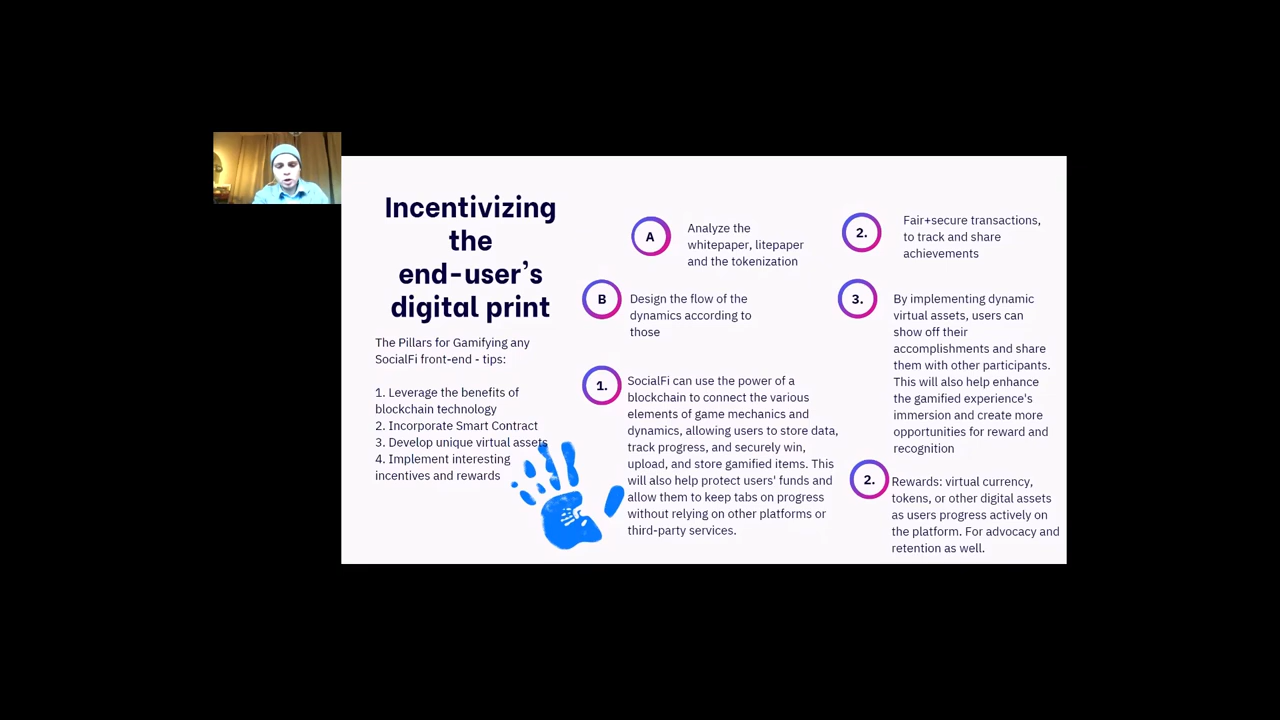 Incentivizing
the
end-user's
digital print
The Pillars for Gamifying any
SocialFi front-end - tips:
1. Leverage the benefits of
blockchain technology
2. Incorporate Smart Contract
3. Develop unique virtual assets
4. Implement interesting
incentives and rewards
A
Analyze the
whitepaper, litepaper
and the tokenization
B
Design the flow of the
dynamics according to
those
1.
SocialFi can use the power of a
blockchain to connect the various
elements of game mechanics and
dynamics, allowing users to store data,
track progress, and securely win,
upload, and store gamified items. This
will also help protect users' funds and
allow them to keep tabs on progress
without relying on other platforms or
third-party services.
2.
Fair+secure transactions,
to track and share
achievements
3.
By implementing dynamic
virtual assets, users can
show off their
accomplishments and share
them with other participants.
This will also help enhance
the gamified experience's
immersion and create more
opportunities for reward and
recognition
2.
Rewards: virtual currency,
tokens, or other digital assets
as users progress actively on
the platform. For advocacy and
retention as well.